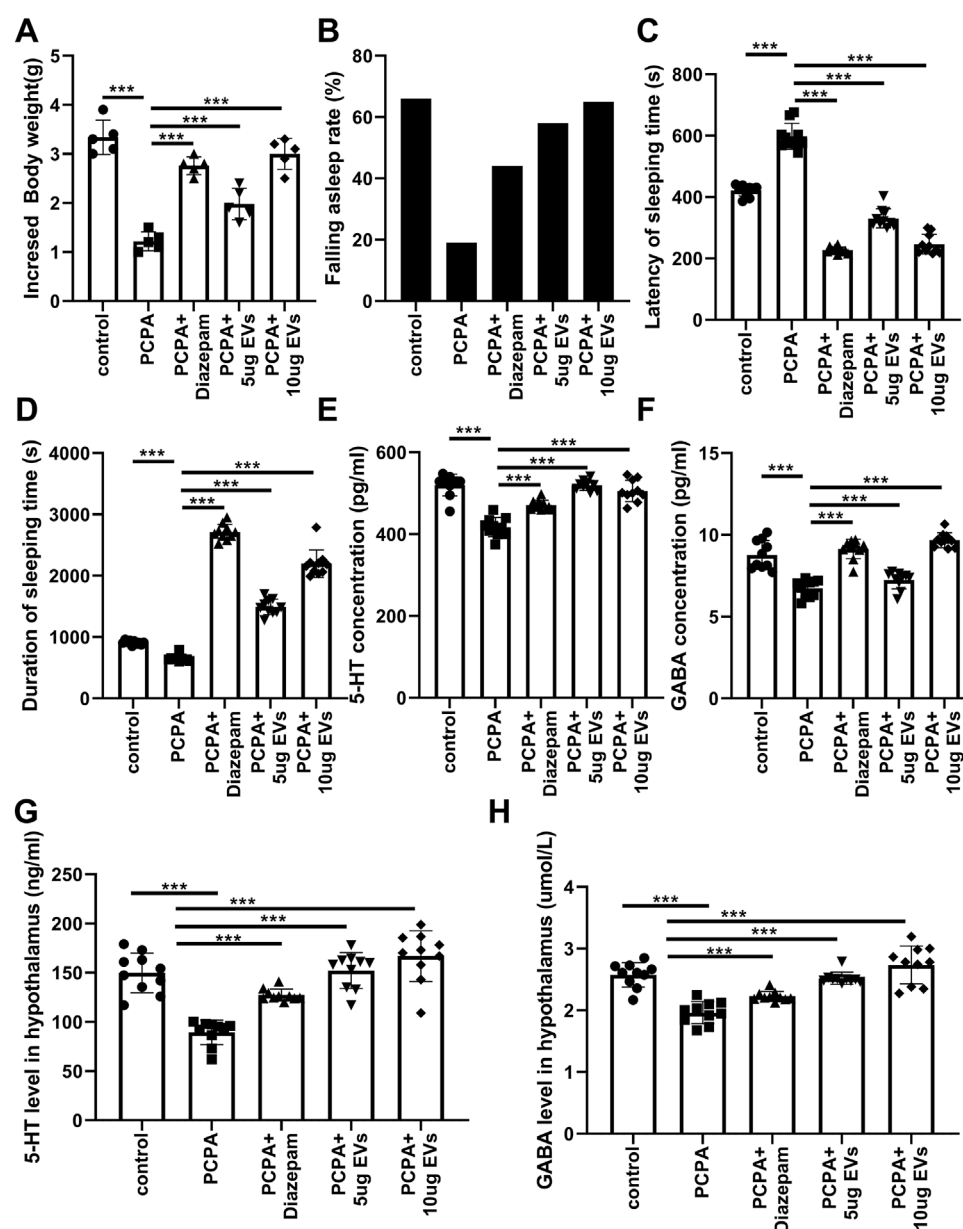 A
Incresed Body weight(g)
5
4
3
2
1
0
***
***
***
***
control
PCPA
PCPA+
Diazepam
PCPA+
5ug EVs
PCPA+
10ug EVs
B
Falling asleep rate (%)
80
60
40
20
0
control
PCPA
PCPA+
Diazepam
PCPA+
5ug EVs
PCPA+
10ug EVs
C
Latency of sleeping time (s)
800
600
400
200
0
***
***
***
***
control
PCPA
PCPA+
Diazepam
PCPA+
5ug EVs
PCPA+
10ug EVs
D
Duration of sleeping time (s)
4000
3000
2000
1000
0
***
***
***
***
control
PCPA
PCPA+
Diazepam
PCPA+
5ug EVs
PCPA+
10ug EVs
E
5-HT concentration (pg/ml)
600
400
200
0
***
***
***
***
control
PCPA
PCPA+
Diazepam
PCPA+
5ug EVs
PCPA+
10ug EVs
F
GABA concentration (pg/ml)
15
10
5
0
***
***
***
***
control
PCPA
PCPA+
Diazepam
PCPA+
5ug EVs
PCPA+
10ug EVs
G
5-HT level in hypothalamus (ng/ml)
250
200
150
100
50
0
***
***
***
***
control
PCPA
PCPA+
Diazepam
PCPA+
5ug EVs
PCPA+
10ug EVs
H
GABA level in hypothalamus (umol/L)
4
3
2
1
0
***
***
***
***
control
PCPA
PCPA+
Diazepam
PCPA+
5ug EVs
PCPA+
10ug EVs